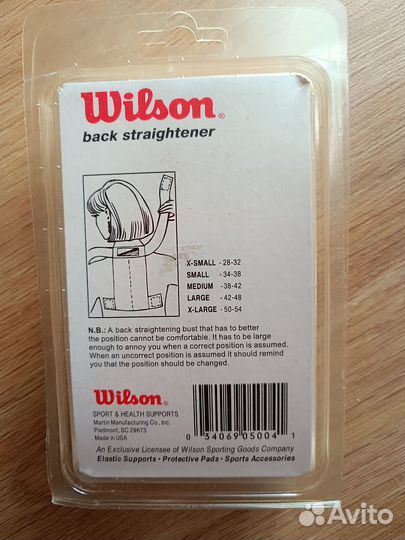 Wilson®
back straightener
X-SMALL - 28-32
SMALL - 34-38
MEDIUM - 38-42
LARGE - 42-48
X-LARGE - 50-54
N.B.: A back straightening bust that has to better
the position cannot be comfortable. It has to be large
enough to annoy you when a correct position is assumed.
When an uncorrect position is assumed it should remind
you that the position should be changed.
Wilson®
SPORT & HEALTH SUPPORTS
Martin Manufacturing Co., Inc.
Piedmont, SC 29673
Made in USA
0 34069 05004 1
An Exclusive Licensee of Wilson Sporting Goods Company
Elastic Supports • Protective Pads • Sports Accessories
Avito